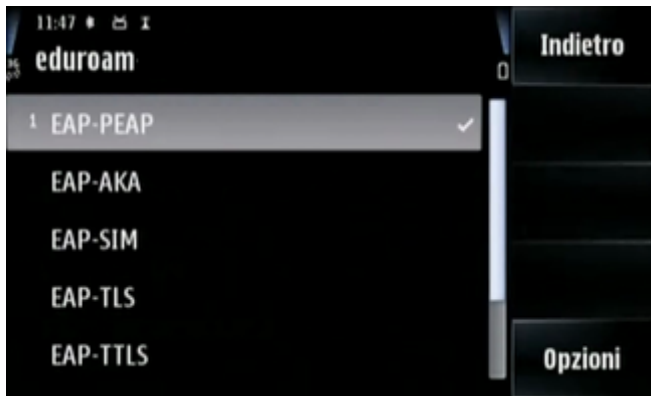 11:47
eduroam
Indietro
1 EAP-PEAP
EAP-AKA
EAP-SIM
EAP-TLS
EAP-TTLS
Opzioni